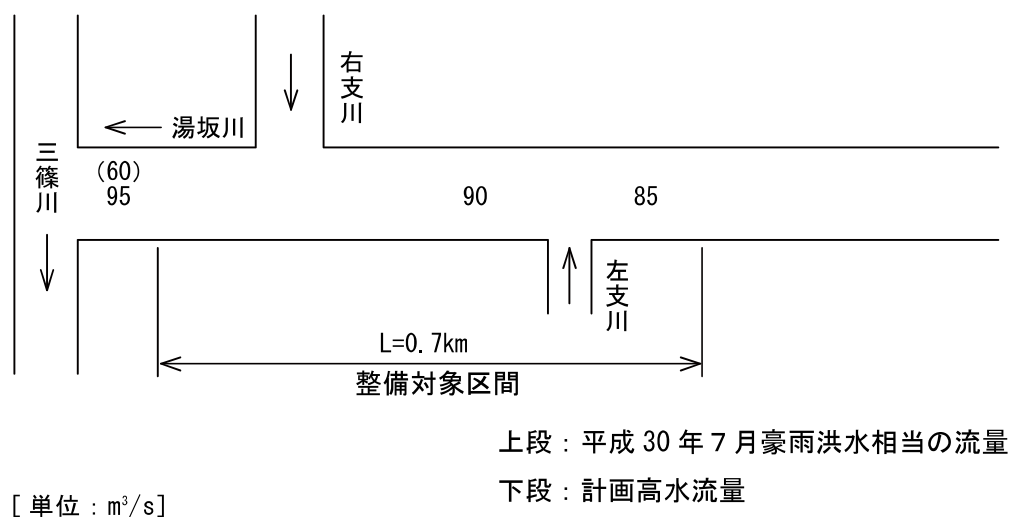 右支川
湯坂川
三篠川
(60)
95
90
85
左支川
L=0.7km
整備対象区間
上段：平成30年7月豪雨洪水相当の流量
下段：計画高水流量
[単位：m³/s]